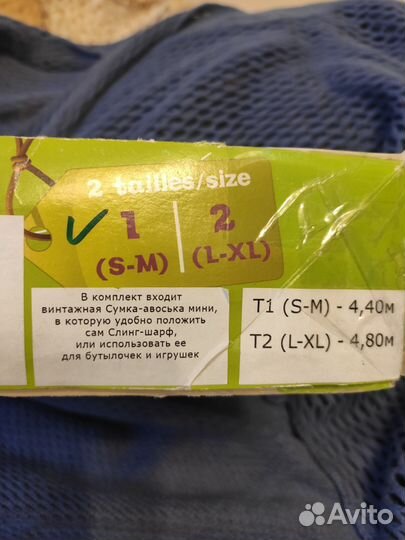 2 tailles/size
1 2
(S-M) (L-XL)
В комплект входит
винтажная Сумка-авоська мини,
в которую удобно положить
сам Слинг-шарф,
или использовать ее
для бутылочек и игрушек
T1 (S-M) - 4,40м
T2 (L-XL) - 4,80м
Avito